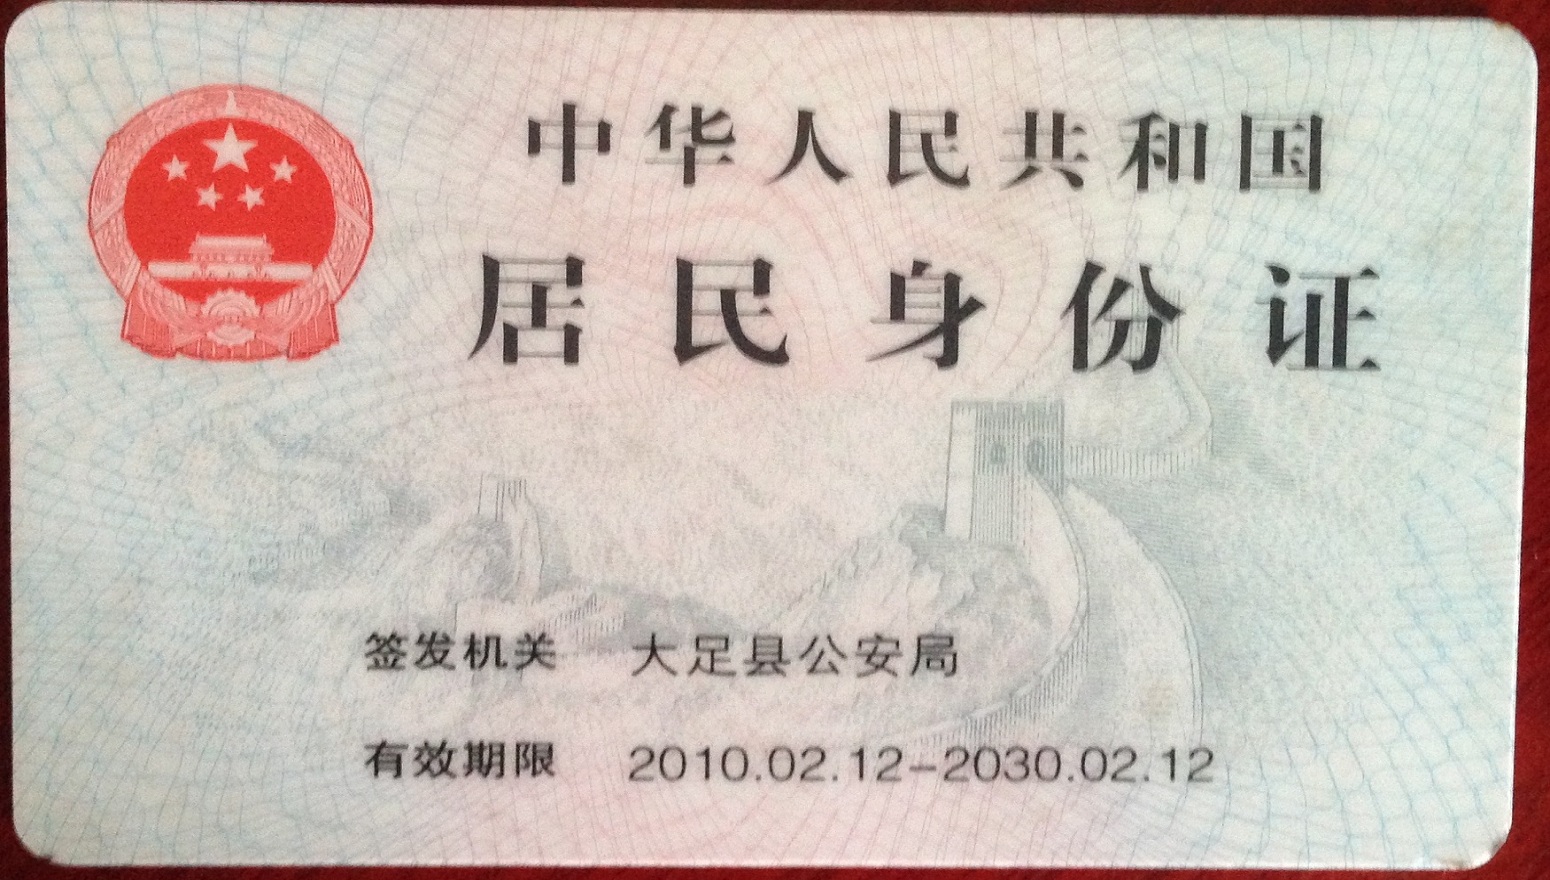 中华人民共和国
居民身份证
签发机关 大足县公安局
有效期限 2010.02.12-2030.02.12